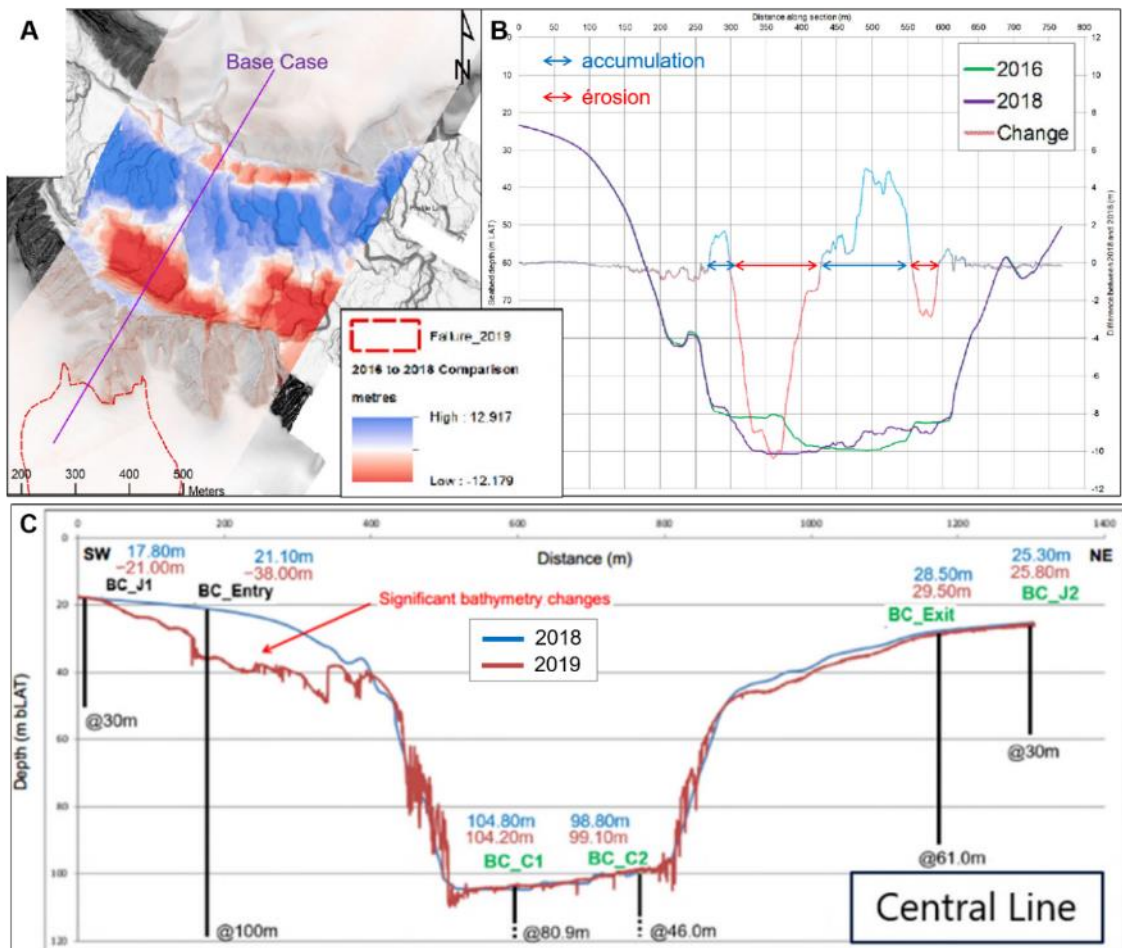 A
Base Case
N
Failure_2019
2016 to 2018 Comparison
metres
High : 12.917
Low : -12.179
200 300 400 500
Meters
B
Distance along section (m)
0 50 100 150 200 250 300 350 400 450 500 550 600 650 700 750 800
accumulation
érosion
2016
2018
Change
10
20
30
40
50
60
70
Seabed depth (m LAT)
12
10
8
6
4
2
0
-2
-4
-6
-8
-10
-12
Difference between 2018 and 2016 (m)
C
0 200 400 600 800 1000 1200 1400
Distance (m)
SW
NE
17.80m
-21.00m
BC_J1
21.10m
-38.00m
BC_Entry
Significant bathymetry changes
2018
2019
28.50m
29.50m
BC_Exit
25.30m
25.80m
BC_J2
0
20
40
60
80
100
120
Depth (m bLAT)
@30m
@100m
104.80m
104.20m
BC_C1
98.80m
99.10m
BC_C2
@80.9m
@46.0m
@61.0m
@30m
Central Line